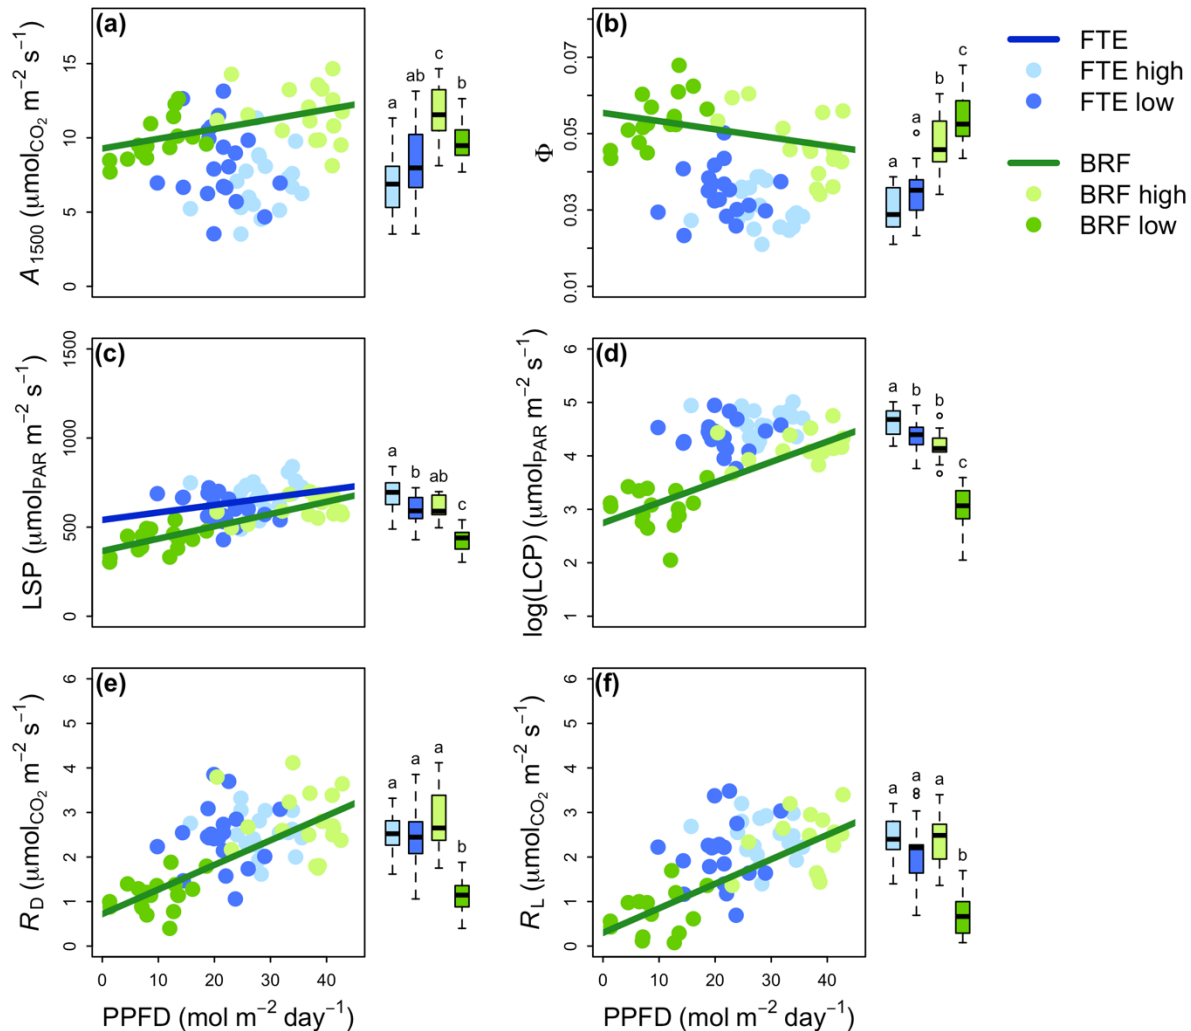 (a)
A1500 (μmolCO2 m−2 s−1)
0 5 10 15
a ab c b
(b)
Φ
0.01 0.03 0.05 0.07
a a b c
FTE
FTE high
FTE low
BRF
BRF high
BRF low
(c)
LSP (μmolPAR m−2 s−1)
0 500 1000 1500
a b ab c
(d)
log(LCP) (μmolPAR m−2 s−1)
1 2 3 4 5 6
a b b c
(e)
RD (μmolCO2 m−2 s−1)
0 1 2 3 4 5 6
a a a b
0 10 20 30 40
PPFD (mol m−2 day−1)
(f)
RL (μmolCO2 m−2 s−1)
0 1 2 3 4 5 6
a a a b
0 10 20 30 40
PPFD (mol m−2 day−1)